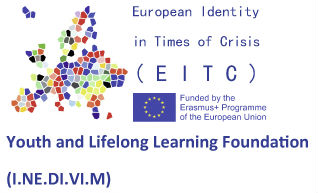 European Identity
in Times of Crisis
(EITC)
Funded by the
Erasmus+ Programme
of the European Union
Youth and Lifelong Learning Foundation
(I.NE.DI.VI.M)